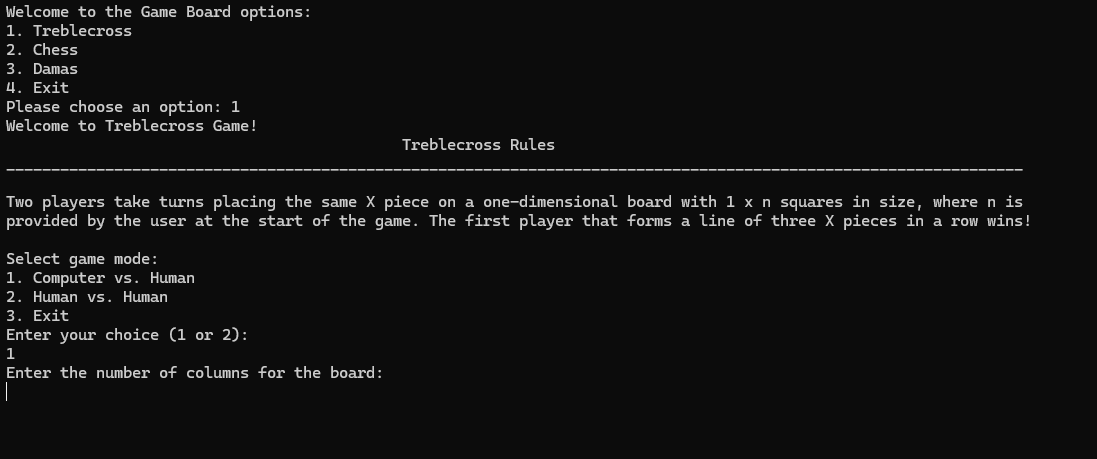 Welcome to the Game Board options:
1. Treblecross
2. Chess
3. Damas
4. Exit
Please choose an option: 1
Welcome to Treblecross Game!
Treblecross Rules
_________________________________________________________________________________________________________________
Two players take turns placing the same X piece on a one-dimensional board with 1 x n squares in size, where n is
provided by the user at the start of the game. The first player that forms a line of three X pieces in a row wins!
Select game mode:
1. Computer vs. Human
2. Human vs. Human
3. Exit
Enter your choice (1 or 2):
1
Enter the number of columns for the board: